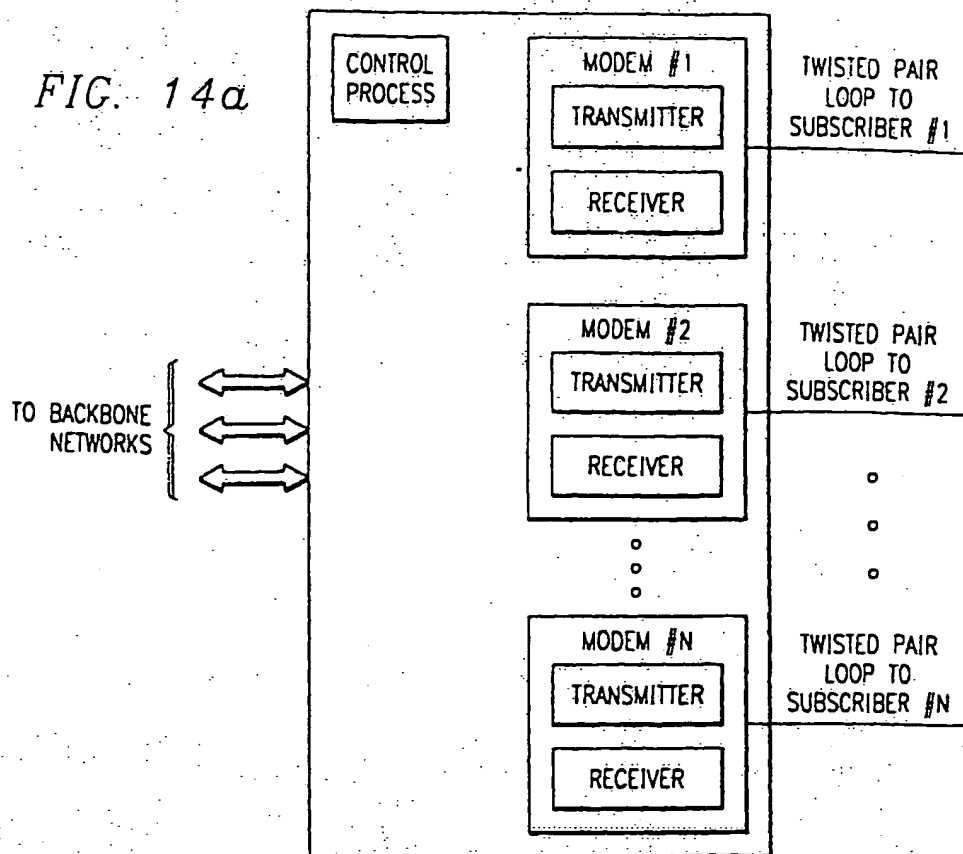 FIG. 14a
CONTROL
PROCESS
MODEM #1
TRANSMITTER
RECEIVER
TWISTED PAIR
LOOP TO
SUBSCRIBER #1
MODEM #2
TRANSMITTER
RECEIVER
TWISTED PAIR
LOOP TO
SUBSCRIBER #2
TO BACKBONE
NETWORKS
MODEM #N
TRANSMITTER
RECEIVER
TWISTED PAIR
LOOP TO
SUBSCRIBER #N